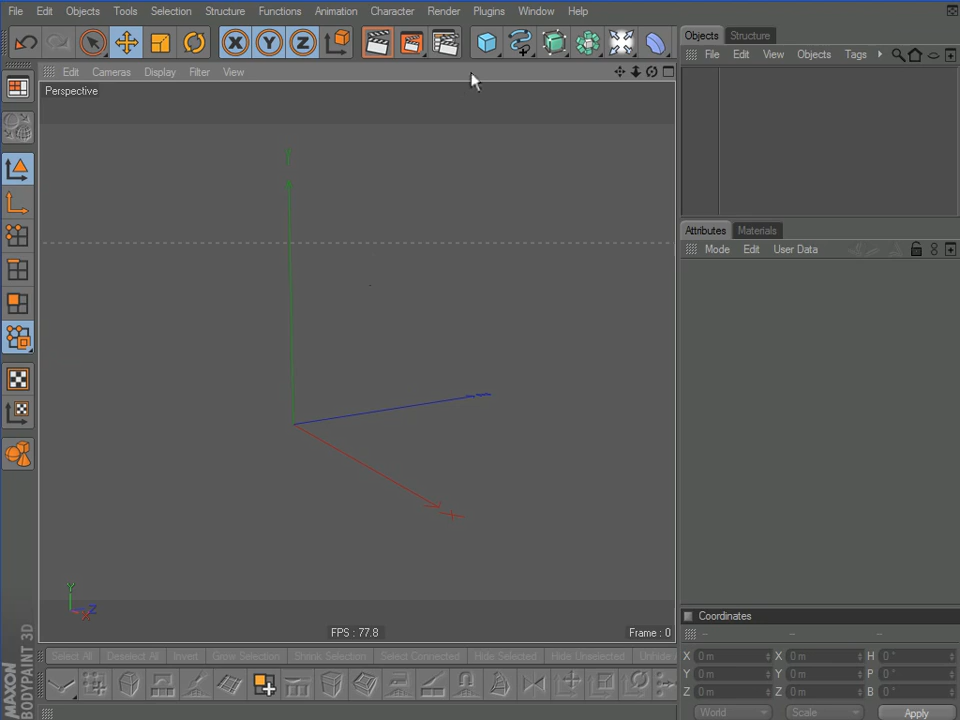 File Edit Objects Tools Selection Structure Functions Animation Character Render Plugins Window Help
X Y Z
Objects Structure
File Edit View Objects Tags
Edit Cameras Display Filter View
Perspective
Y
Attributes Materials
Mode Edit User Data
Y
Z
X
FPS : 77.8
Frame : 0
Coordinates
Select All Deselect All Invert Grow Selection Shrink Selection Select Connected Hide Selected Hide Unselected Unhide
X 0 m X 0 m H 0 °
Y 0 m Y 0 m P 0 °
Z 0 m Z 0 m B 0 °
World Scale Apply
MAXON
BODYPAINT 3D